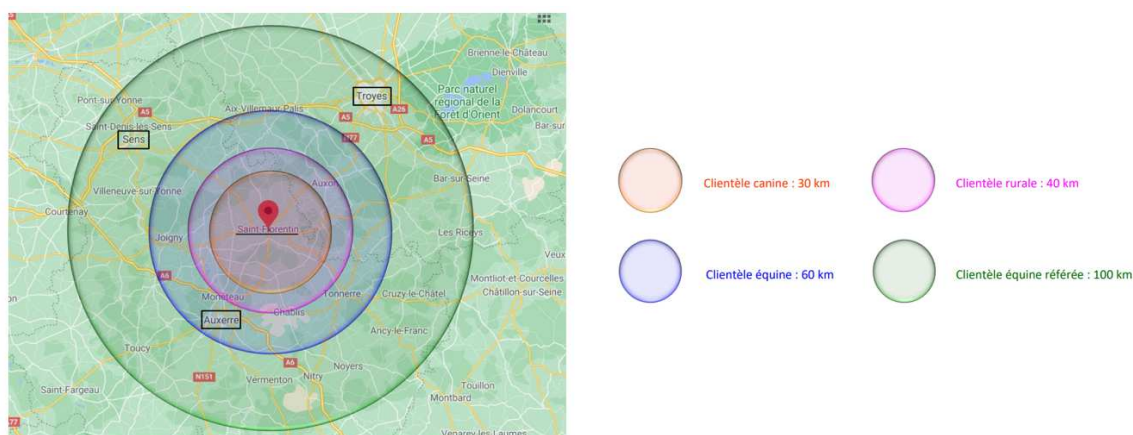 Brienne-le-Château
Dienville
Parc naturel
régional de la
Forêt d'Orient
Dolancourt
Bar-sur
Troyes
A26
A5
N77
A5
Pont-sur-Yonne
A5
Aix-Villemaur-Palis
Saint-Denis-lès-Sens
Sens
Villeneuve-sur-Yonne
Auxon
Bar-sur-Seine
Courtenay
Saint-Florentin
Joigny
Les Riceys
Veux
A6
Montliot-et-Courcelles
Châtillon-sur-Seine
Monéteau
Tonnerre
Cruzy-le-Châtel
Chablis
Auxerre
Ancy-le-Franc
Toucy
A6
Noyers
N151
Vermenton
Nitry
Saint-Fargeau
Touillon
Montbard
A77
Venarey-les-Laumes
Clientèle canine : 30 km
Clientèle rurale : 40 km
Clientèle équine : 60 km
Clientèle équine référée : 100 km